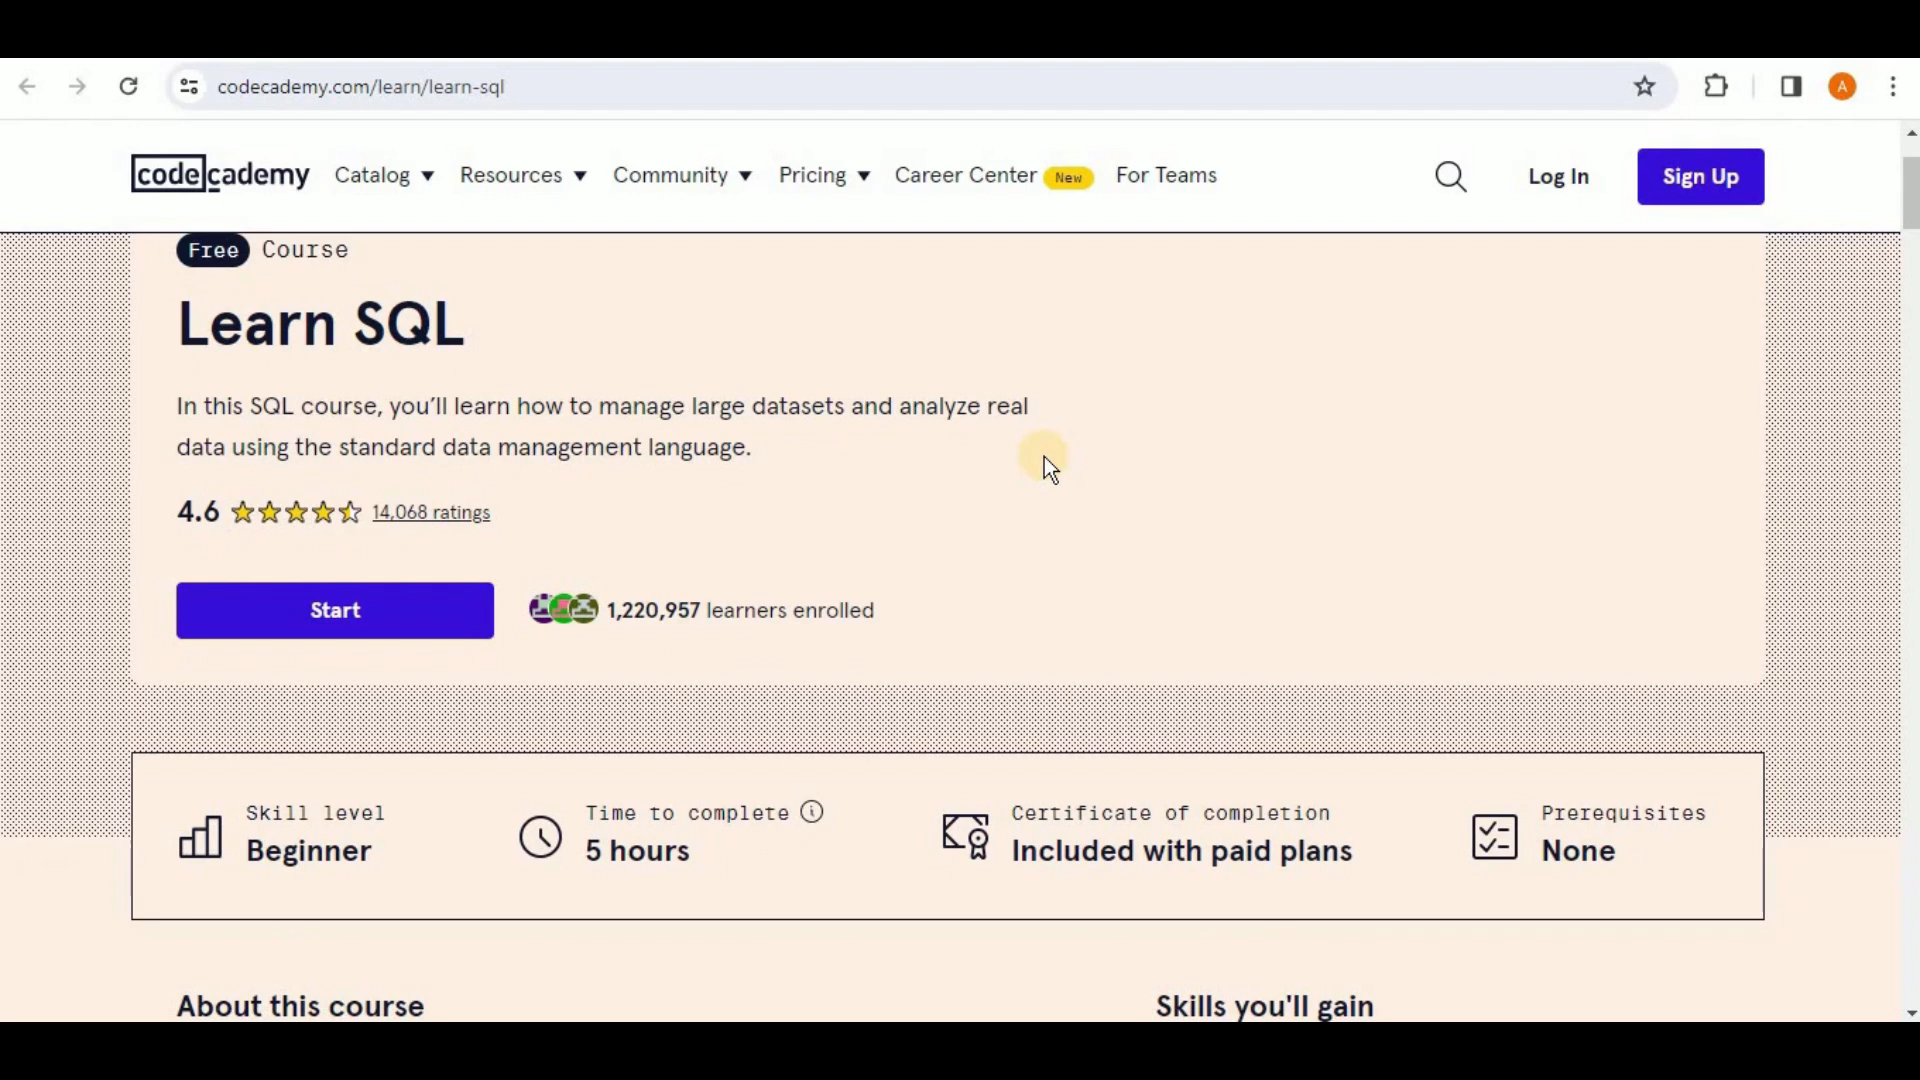 codecademy.com/learn/learn-sql
A
codecademy Catalog Resources Community Pricing Career Center New For Teams Log In Sign Up
Free Course
Learn SQL
In this SQL course, you’ll learn how to manage large datasets and analyze real
data using the standard data management language.
4.6 14,068 ratings
Start 1,220,957 learners enrolled
Skill level
Beginner
Time to complete
5 hours
Certificate of completion
Included with paid plans
Prerequisites
None
About this course
Skills you'll gain